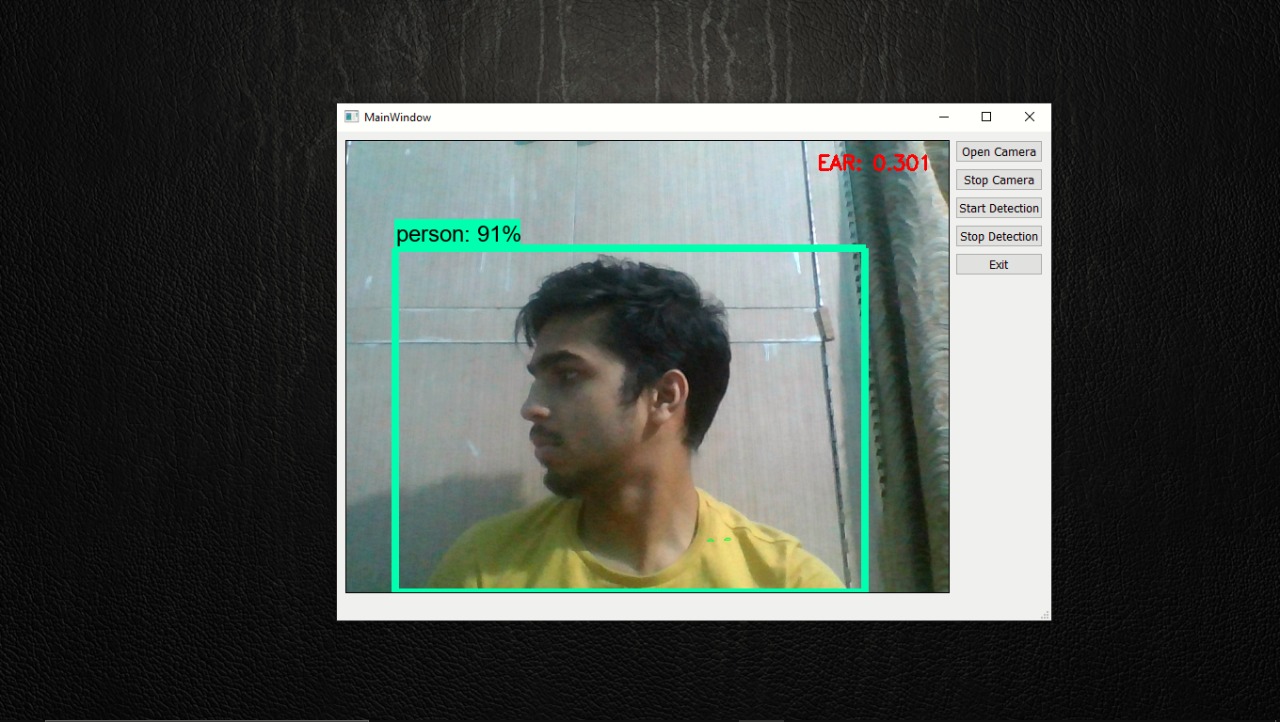 MainWindow
EAR: 0.301
person: 91%
Open Camera
Stop Camera
Start Detection
Stop Detection
Exit